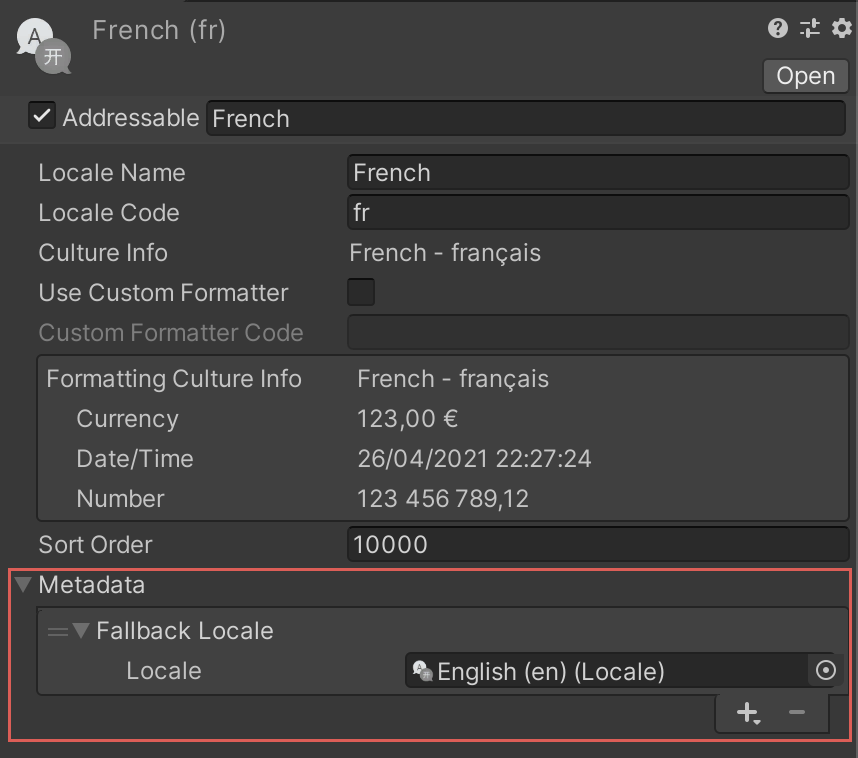 French (fr)
Open
Addressable French
Locale Name French
Locale Code fr
Culture Info French - français
Use Custom Formatter
Custom Formatter Code
Formatting Culture Info French - français
Currency 123,00 €
Date/Time 26/04/2021 22:27:24
Number 123 456 789,12
Sort Order 10000
Metadata
Fallback Locale
Locale English (en) (Locale)